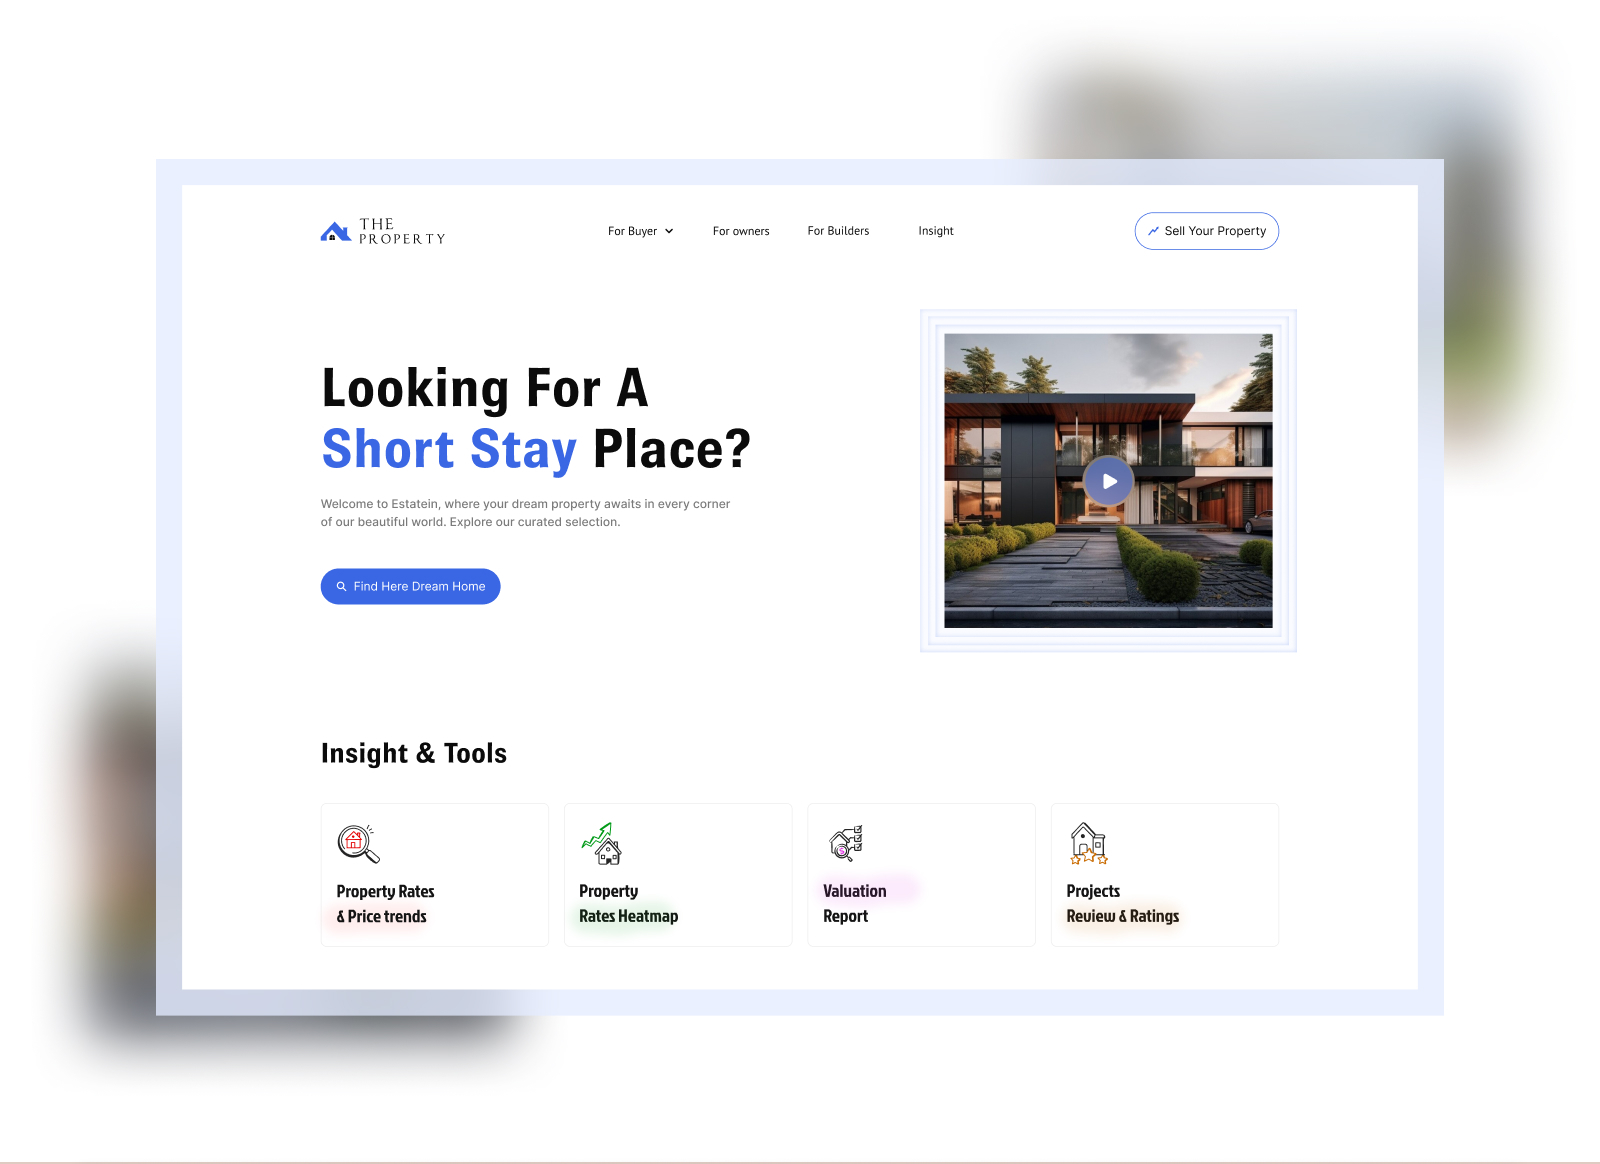 THE
PROPERTY
For Buyer
For owners
For Builders
Insight
Sell Your Property
Looking For A
Short Stay Place?
Welcome to Estatein, where your dream property awaits in every corner
of our beautiful world. Explore our curated selection.
Find Here Dream Home
Insight & Tools
Property Rates
& Price trends
Property
Rates Heatmap
Valuation
Report
Projects
Review & Ratings